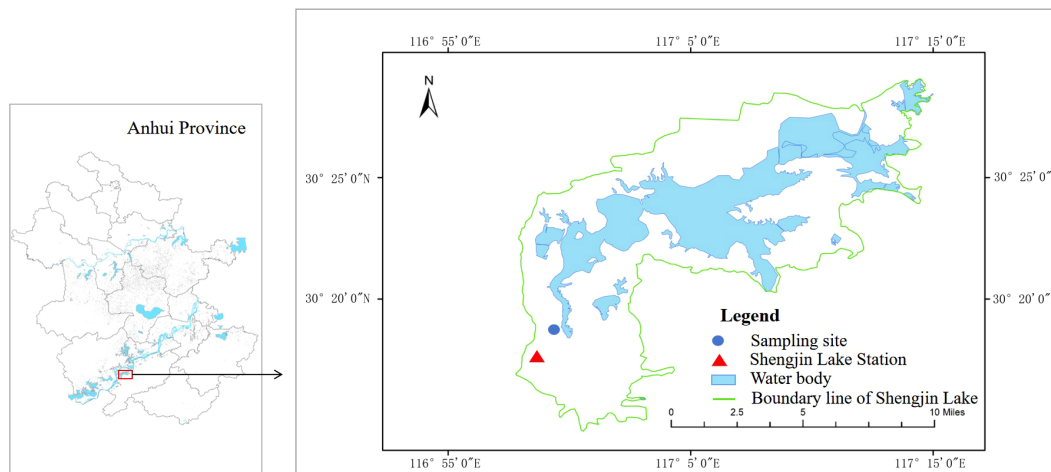 Anhui Province
116° 55′0″E
117° 5′0″E
117° 15′0″E
N
30° 25′0″N
30° 25′0″N
30° 20′0″N
30° 20′0″N
Legend
Sampling site
Shengjin Lake Station
Water body
Boundary line of Shengjin Lake
0 2.5 5 10 Miles
116° 55′0″E
117° 5′0″E
117° 15′0″E